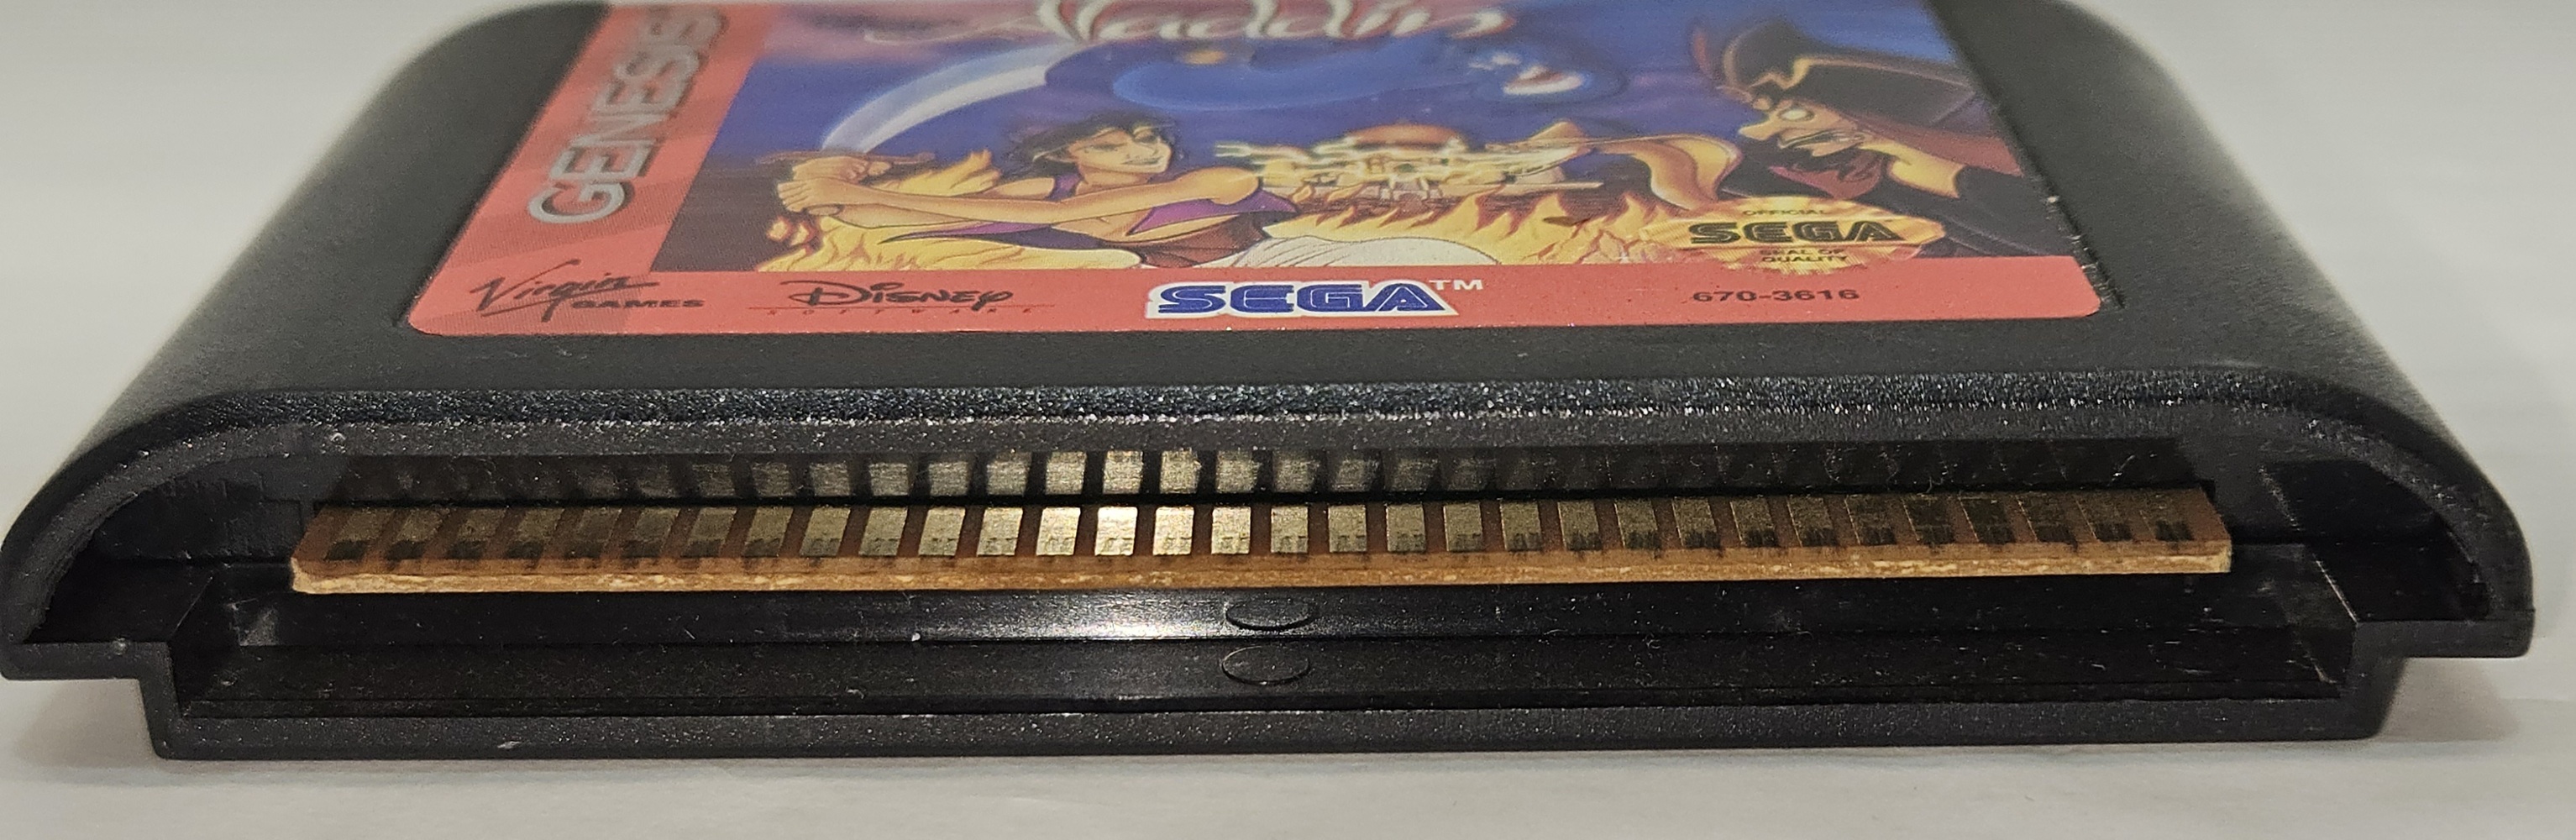 GENESIS
Aladdin
OFFICIAL
SEGA
SEAL OF
QUALITY
Virgin
GAMES
DISNEY
SOFTWARE
SEGA™
670-3616